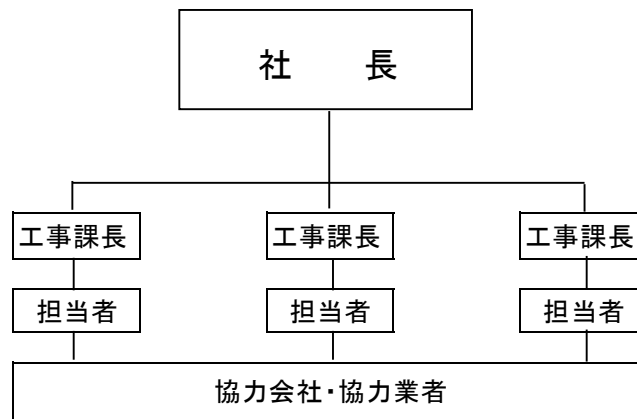 社　　長
工事課長　工事課長　工事課長
担当者　担当者　担当者
協力会社・協力業者